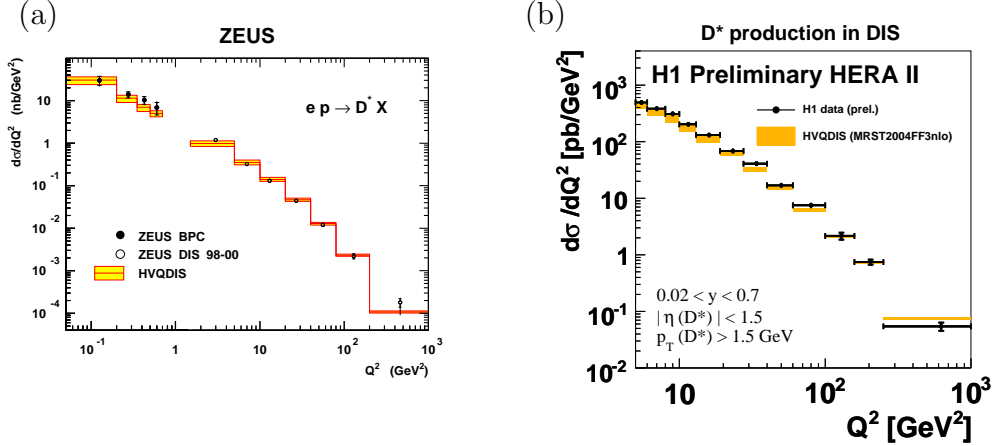 (a)
ZEUS
dσ/dQ² (nb/GeV²)
10
1
10⁻¹
10⁻²
10⁻³
10⁻⁴
e p → D* X
ZEUS BPC
ZEUS DIS 98-00
HVQDIS
10⁻¹ 1 10 10² 10³
Q² (GeV²)
(b)
D* production in DIS
dσ/dQ² [pb/GeV²]
10³
10²
10
1
10⁻¹
10⁻²
H1 Preliminary HERA II
H1 data (prel.)
HVQDIS (MRST2004FF3nlo)
0.02 < y < 0.7
| η (D*) | < 1.5
p_T (D*) > 1.5 GeV
10 10² 10³
Q² [GeV²]